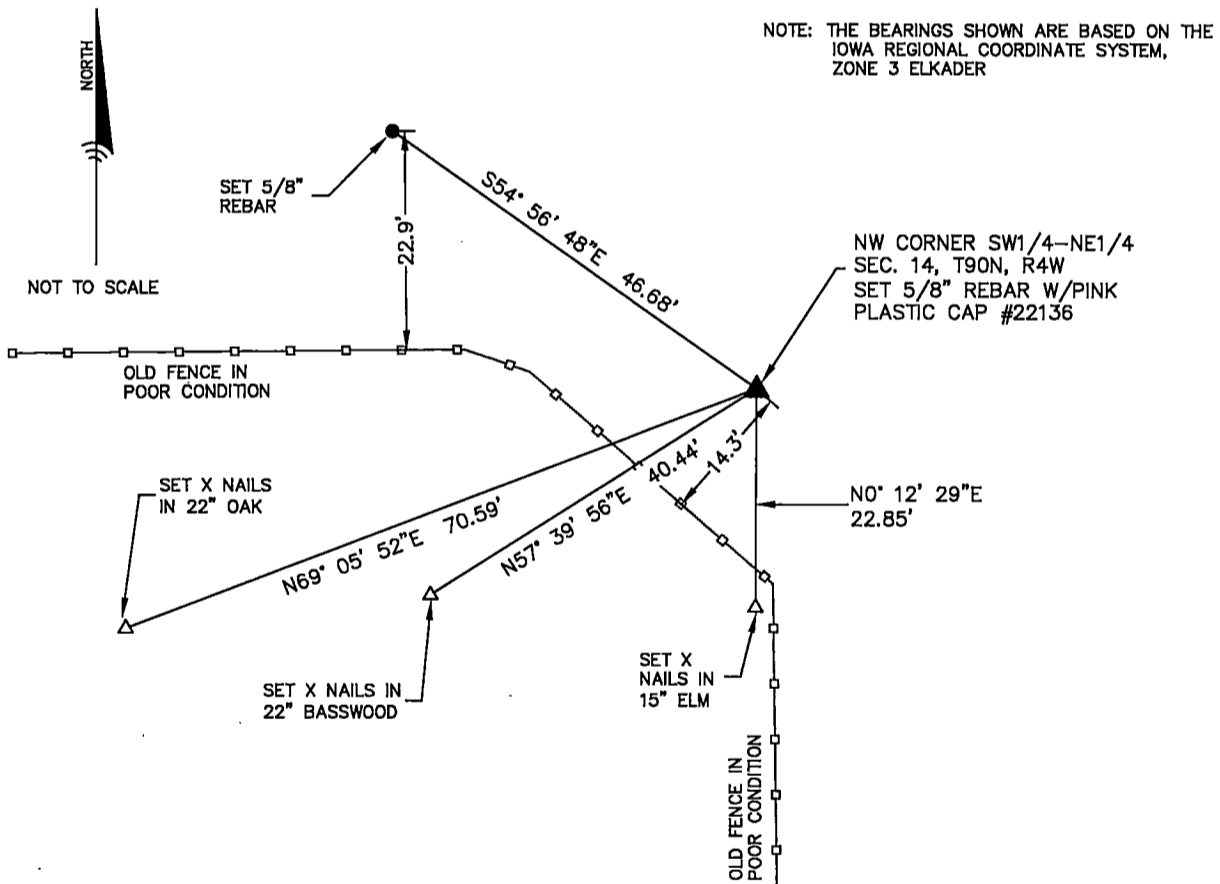 NOTE: THE BEARINGS SHOWN ARE BASED ON THE
IOWA REGIONAL COORDINATE SYSTEM,
ZONE 3 ELKADER
NORTH
NOT TO SCALE
SET 5/8"
REBAR
22.9'
S54° 56' 48"E 46.68'
NW CORNER SW1/4-NE1/4
SEC. 14, T90N, R4W
SET 5/8" REBAR W/PINK
PLASTIC CAP #22136
OLD FENCE IN
POOR CONDITION
SET X NAILS
IN 22" OAK
N69° 05' 52"E 70.59'
N57° 39' 56"E 40.44'
14.3'
N0° 12' 29"E
22.85'
SET X NAILS IN
22" BASSWOOD
SET X
NAILS IN
15" ELM
OLD FENCE IN
POOR CONDITION